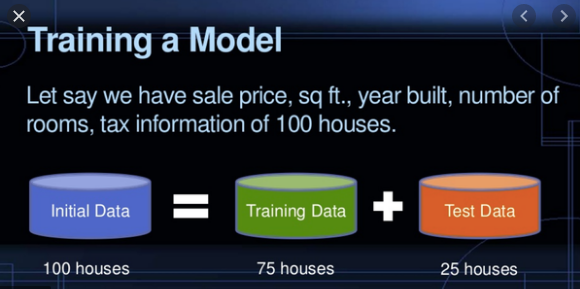 Training a Model
Let say we have sale price, sq ft., year built, number of
rooms, tax information of 100 houses.
Initial Data = Training Data + Test Data
100 houses 75 houses 25 houses